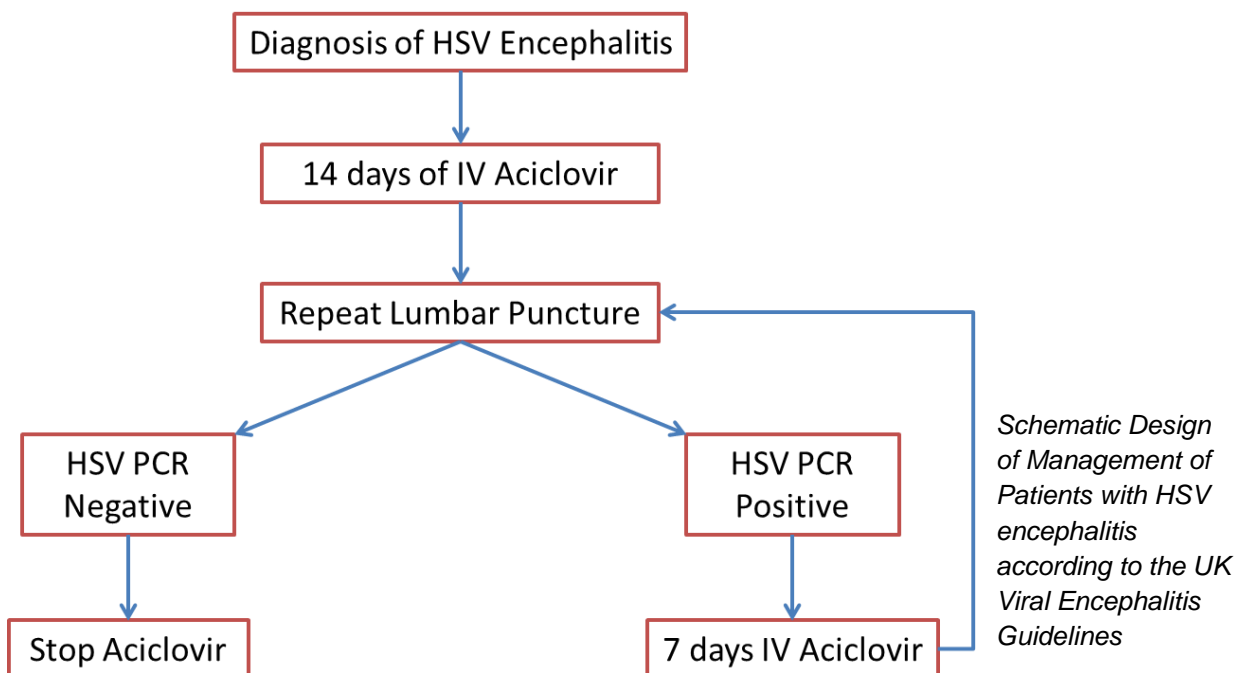 Diagnosis of HSV Encephalitis
14 days of IV Aciclovir
Repeat Lumbar Puncture
HSV PCR
Negative
HSV PCR
Positive
Stop Aciclovir
7 days IV Aciclovir
Schematic Design
of Management of
Patients with HSV
encephalitis
according to the UK
Viral Encephalitis
Guidelines